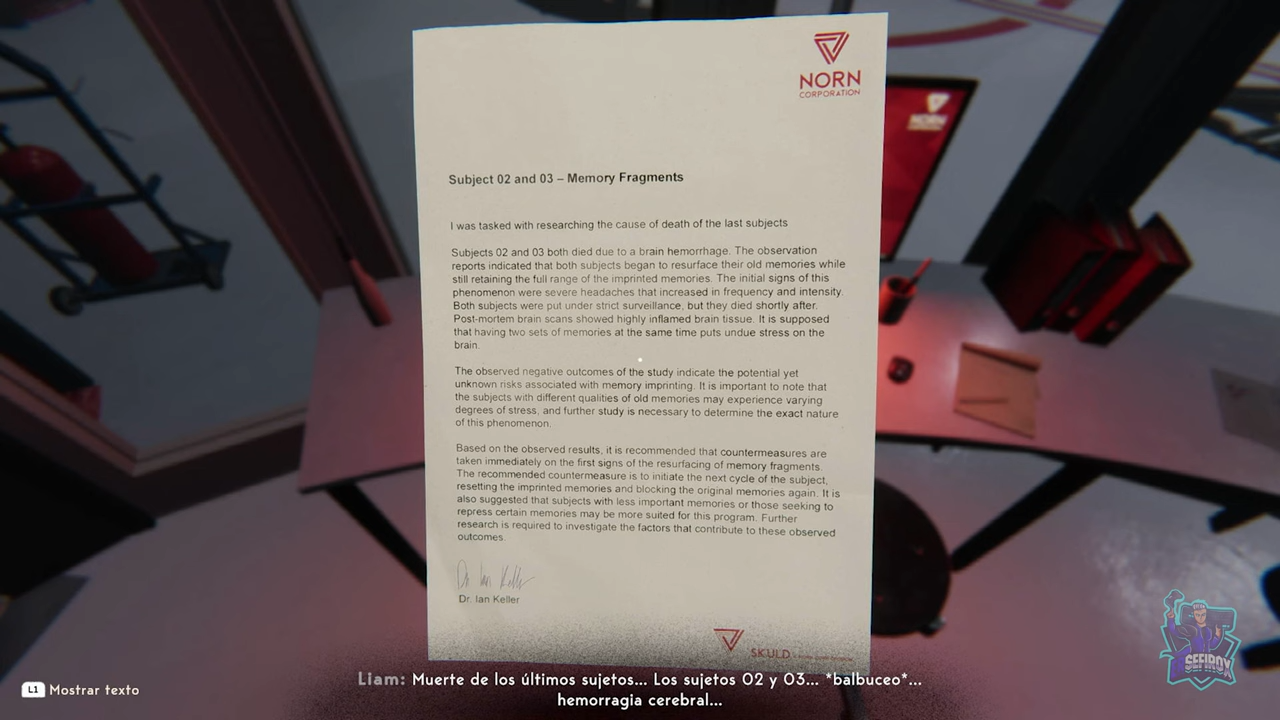 NORN
CORPORATION
Subject 02 and 03 – Memory Fragments
I was tasked with researching the cause of death of the last subjects
Subjects 02 and 03 both died due to a brain hemorrhage. The observation
reports indicated that both subjects began to resurface their old memories while
still retaining the full range of the imprinted memories. The initial signs of this
phenomenon were severe headaches that increased in frequency and intensity.
Both subjects were put under strict surveillance, but they died shortly after.
Post-mortem brain scans showed highly inflamed brain tissue. It is supposed
that having two sets of memories at the same time puts undue stress on the
brain.
The observed negative outcomes of the study indicate the potential yet
unknown risks associated with memory imprinting. It is important to note that
the subjects with different qualities of old memories may experience varying
degrees of stress, and further study is necessary to determine the exact nature
of this phenomenon.
Based on the observed results, it is recommended that countermeasures are
taken immediately on the first signs of the resurfacing of memory fragments.
The recommended countermeasure is to initiate the next cycle of the subject,
resetting the imprinted memories and blocking the original memories again. It is
also suggested that subjects with less important memories or those seeking to
repress certain memories may be more suited for this program. Further
research is required to investigate the factors that contribute to these observed
outcomes.
Dr Ian Keller
Dr. Ian Keller
SKULD
NORN
L1 Mostrar texto
Liam: Muerte de los últimos sujetos... Los sujetos 02 y 03... *balbuceo*...
hemorragia cerebral...
SEFIROX